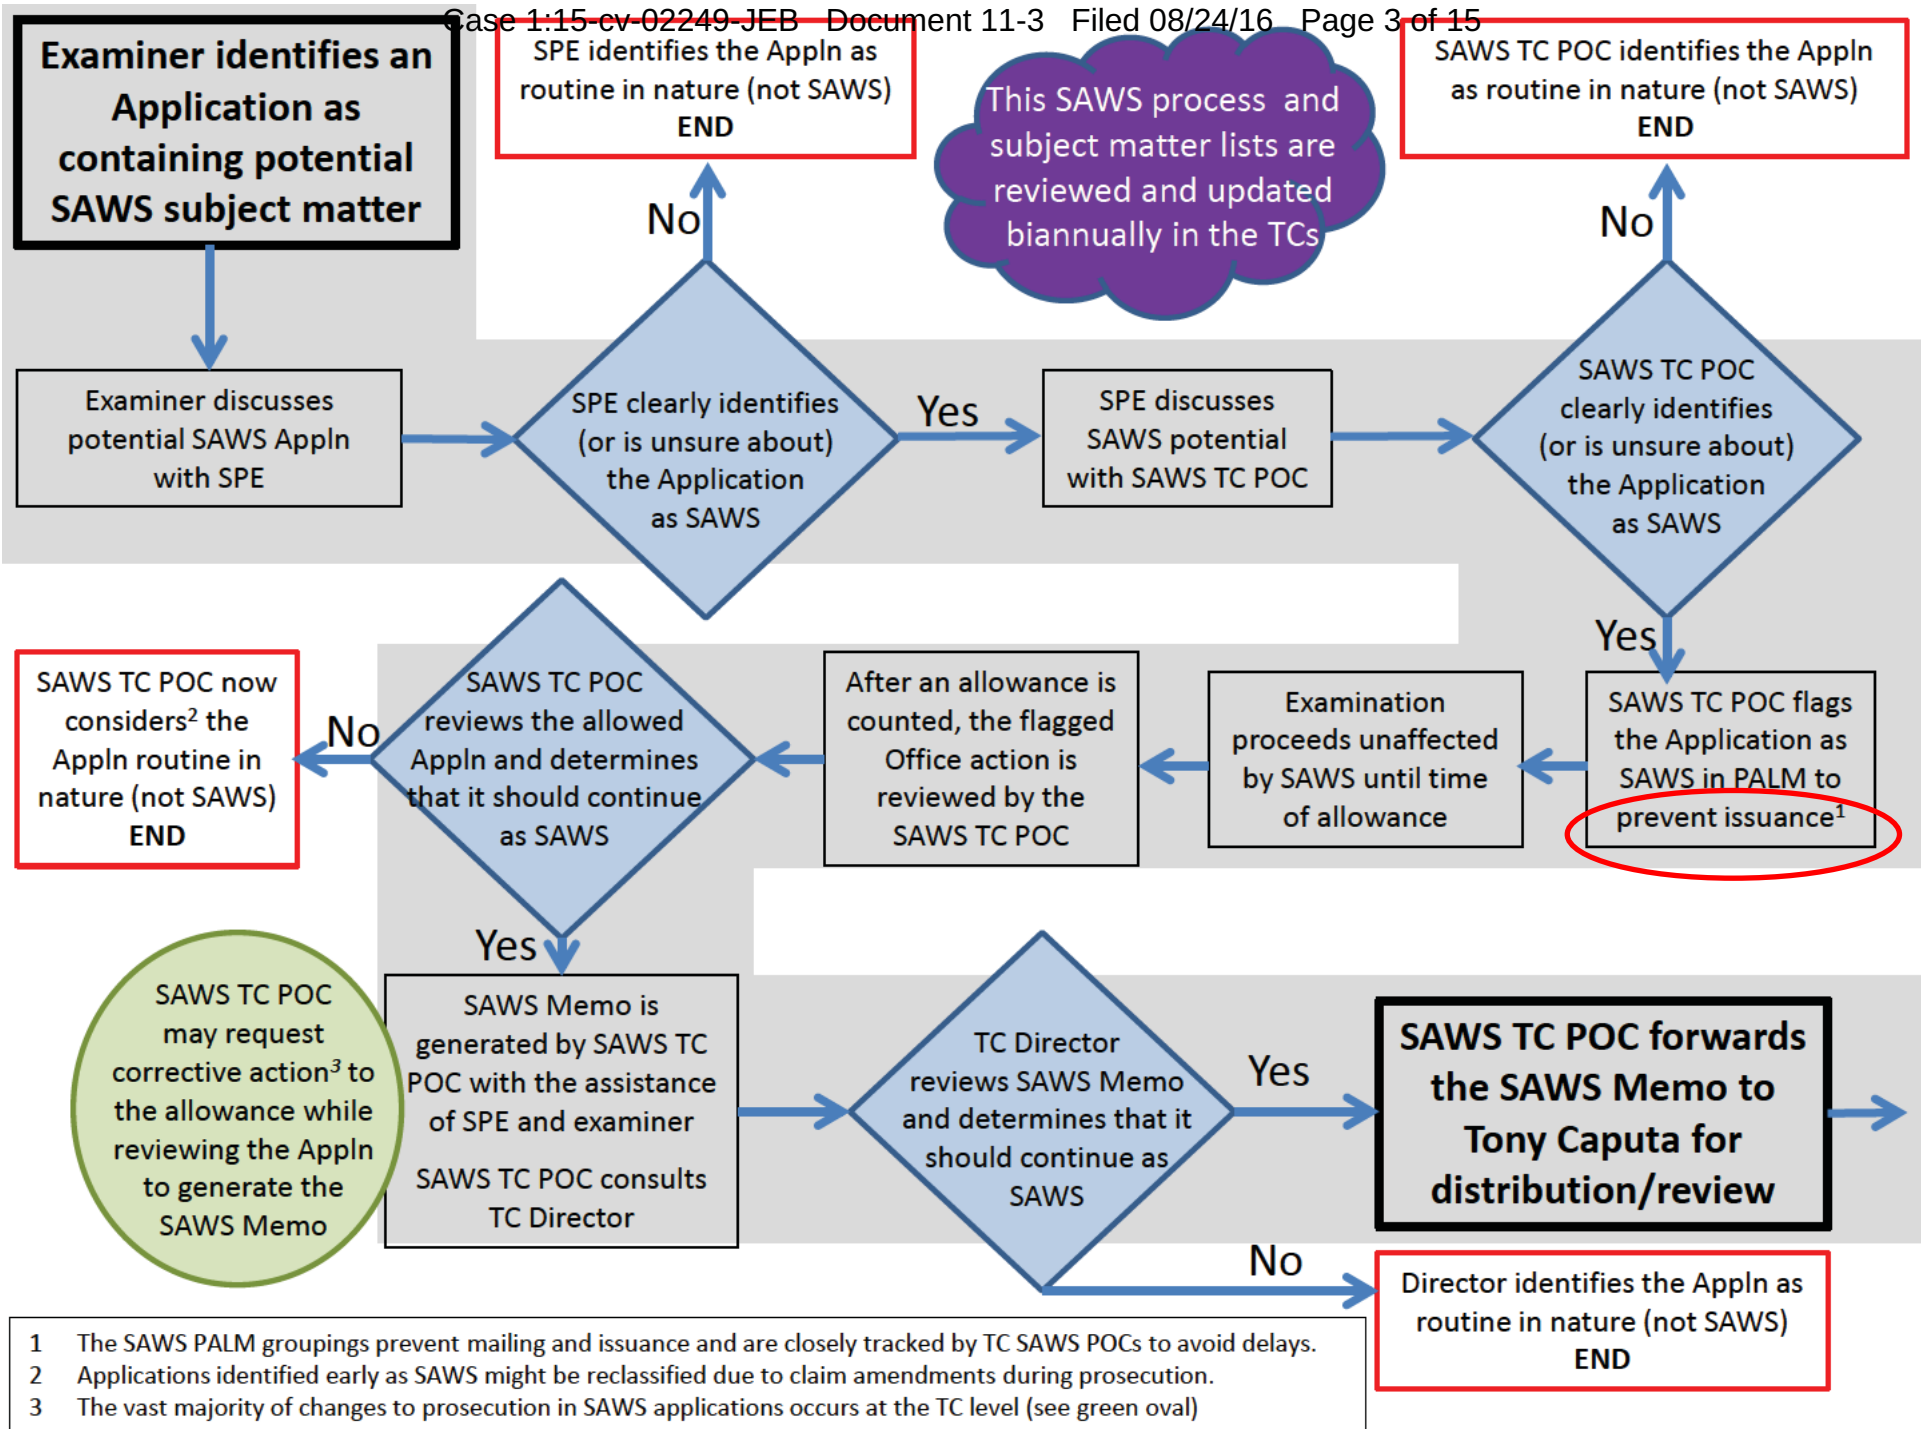 Case 1:15-cv-02249-JEB Document 11-3 Filed 08/24/16 Page 3 of 15
Examiner identifies an
Application as
containing potential
SAWS subject matter
SPE identifies the Appln as
routine in nature (not SAWS)
END
This SAWS process and
subject matter lists are
reviewed and updated
biannually in the TCs
SAWS TC POC identifies the Appln
as routine in nature (not SAWS)
END
No
No
Examiner discusses
potential SAWS Appln
with SPE
SPE clearly identifies
(or is unsure about)
the Application
as SAWS
Yes
SPE discusses
SAWS potential
with SAWS TC POC
SAWS TC POC
clearly identifies
(or is unsure about)
the Application
as SAWS
Yes
SAWS TC POC flags
the Application as
SAWS in PALM to
prevent issuance¹
Examination
proceeds unaffected
by SAWS until time
of allowance
After an allowance is
counted, the flagged
Office action is
reviewed by the
SAWS TC POC
SAWS TC POC
reviews the allowed
Appln and determines
that it should continue
as SAWS
No
SAWS TC POC now
considers² the
Appln routine in
nature (not SAWS)
END
Yes
SAWS TC POC
may request
corrective action³ to
the allowance while
reviewing the Appln
to generate the
SAWS Memo
SAWS Memo is
generated by SAWS TC
POC with the assistance
of SPE and examiner
SAWS TC POC consults
TC Director
TC Director
reviews SAWS Memo
and determines that it
should continue as
SAWS
Yes
SAWS TC POC forwards
the SAWS Memo to
Tony Caputa for
distribution/review
No
Director identifies the Appln as
routine in nature (not SAWS)
END
1 The SAWS PALM groupings prevent mailing and issuance and are closely tracked by TC SAWS POCs to avoid delays.
2 Applications identified early as SAWS might be reclassified due to claim amendments during prosecution.
3 The vast majority of changes to prosecution in SAWS applications occurs at the TC level (see green oval)